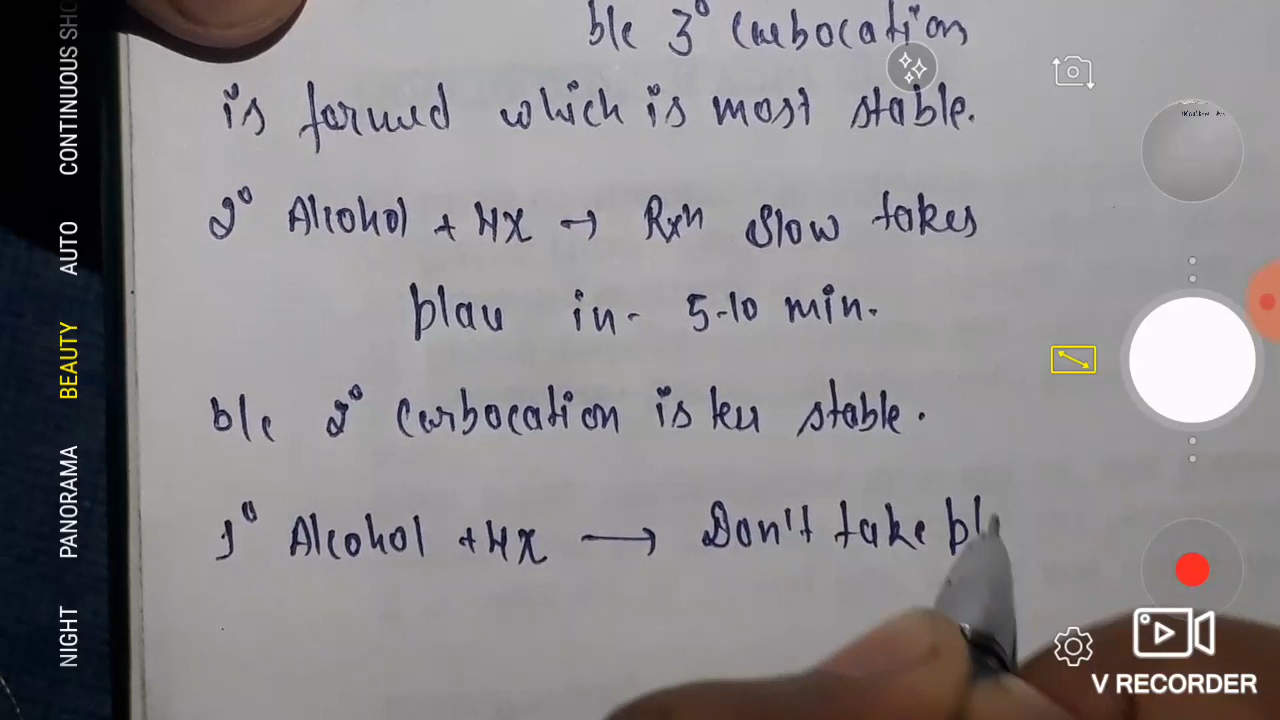 b/c 3° carbocation
is formed which is most stable.
2° Alcohol + HX → Rxn slow takes
place in - 5-10 min.
b/c 2° carbocation is less stable.
1° Alcohol + HX → Don't take pl
CONTINUOUS SHO
AUTO
BEAUTY
PANORAMA
NIGHT
V RECORDER